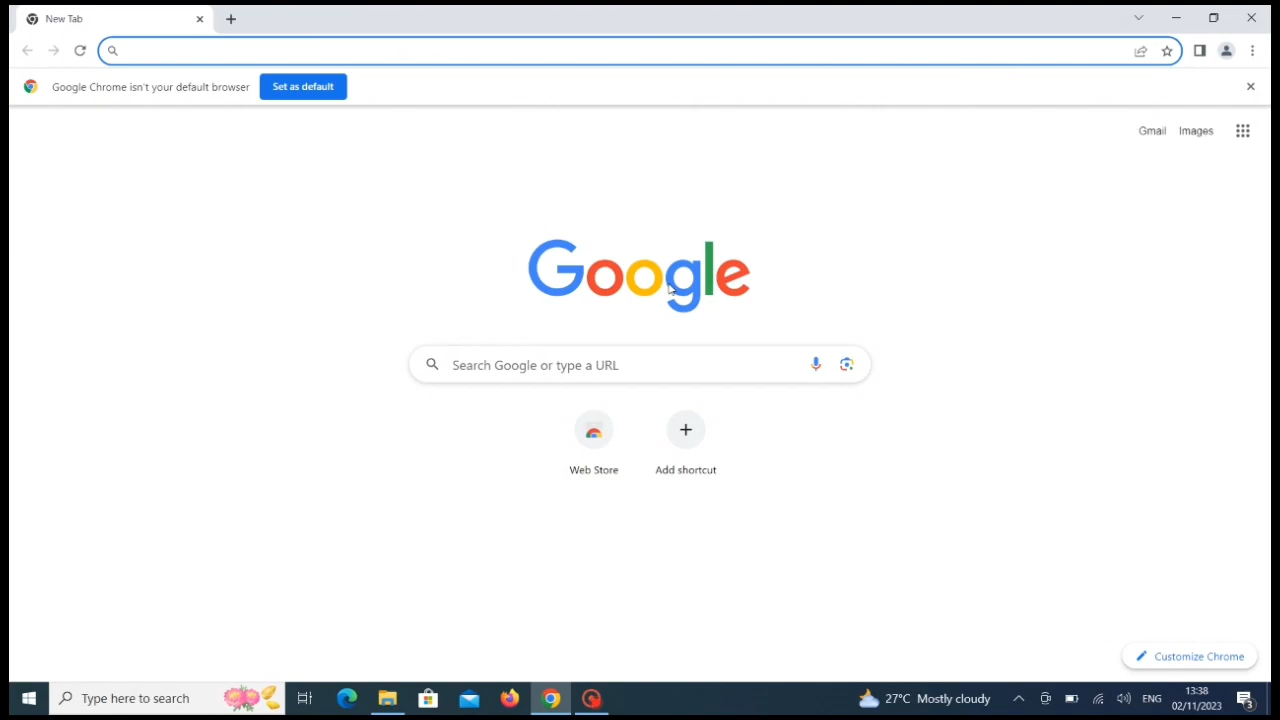 New Tab
Google Chrome isn't your default browser
Set as default
Gmail
Images
Google
Search Google or type a URL
Web Store
Add shortcut
Customize Chrome
Type here to search
27°C Mostly cloudy
ENG
13:38
02/11/2023
3